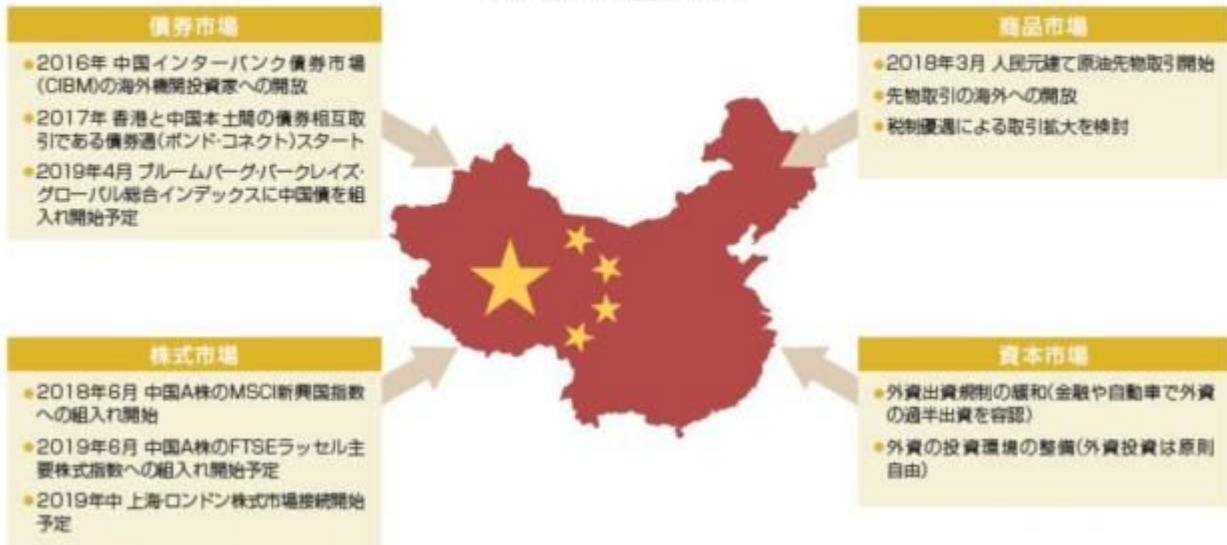 債券市場
●2016年 中国インターバンク債券市場
(CIBM)の海外機関投資家への開放
●2017年 香港と中国本土間の債券相互取
引である債券通(ボンド・コネクト)スタート
●2019年4月 ブルームバーグ・バークレイズ・
グローバル総合インデックスに中国債を組
入れ開始予定
商品市場
●2018年3月 人民元建て原油先物取引開始
●先物取引の海外への開放
●税制優遇による取引拡大を検討
株式市場
●2018年6月 中国A株のMSCI新興国指数
への組入れ開始
●2019年6月 中国A株のFTSEラッセル主
要株式指数への組入れ開始予定
●2019年中 上海・ロンドン株式市場接続開始
予定
資本市場
●外資出資規制の緩和(金融や自動車で外資
の過半出資を容認)
●外資の投資環境の整備(外資投資は原則
自由)